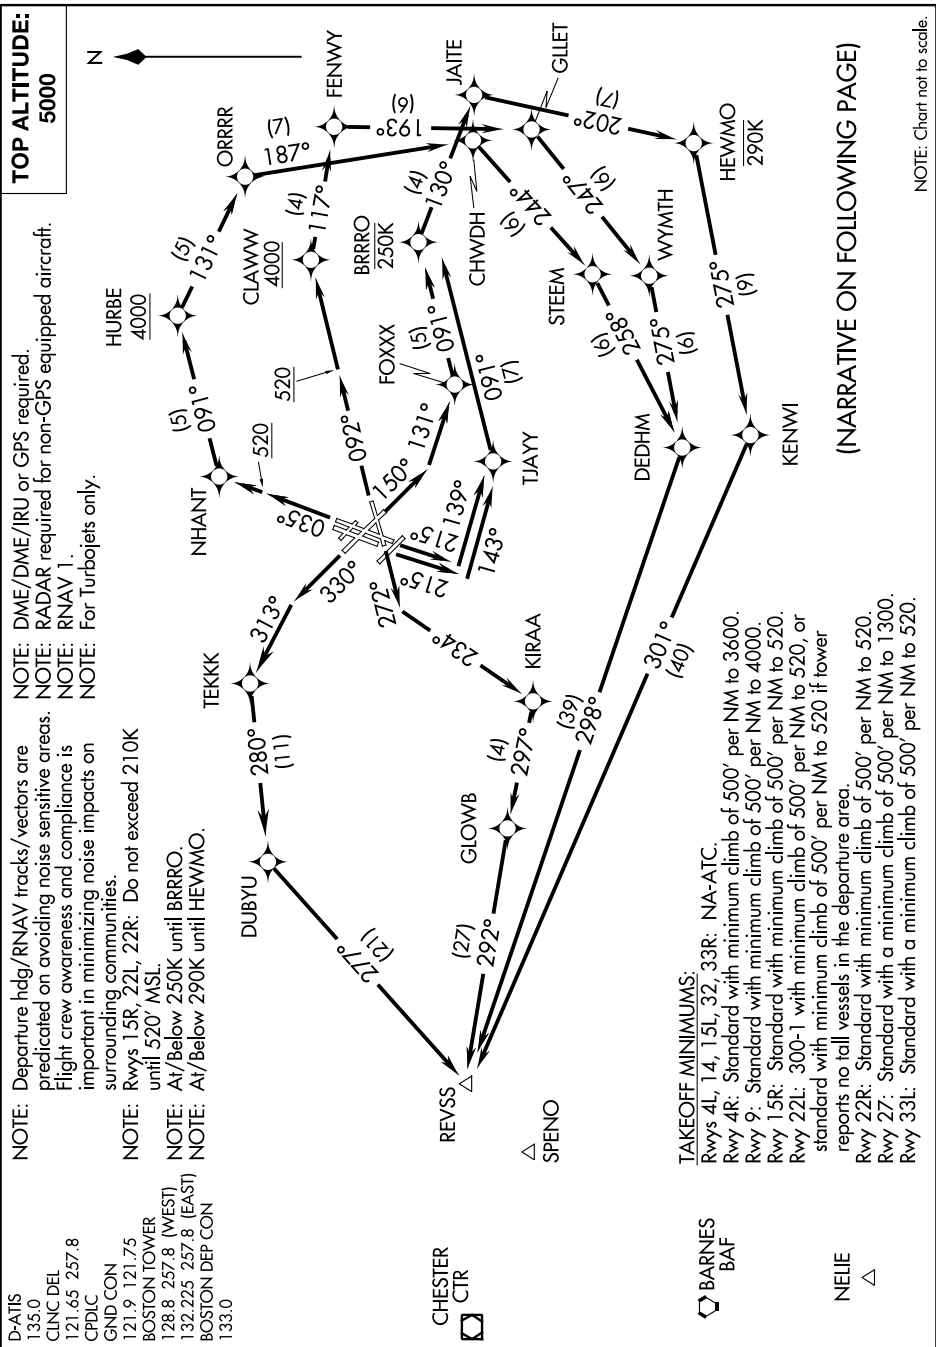 D-ATIS
135.0
CLNC DEL
121.65 257.8
CPDLC
GND CON
121.9 121.75
BOSTON TOWER
128.8 257.8 (WEST)
132.225 257.8 (EAST)
BOSTON DEP CON
133.0
NOTE: Departure hdg/RNAV tracks/vectors are
predicated on avoiding noise sensitive areas.
Flight crew awareness and compliance is
important in minimizing noise impacts on
surrounding communities.
NOTE: Rwys 15R, 22L, 22R: Do not exceed 210K
until 520' MSL.
NOTE: At/Below 250K until BRRRO.
NOTE: At/Below 290K until HEWMO.
NOTE: DME/DME/IRU or GPS required.
NOTE: RADAR required for non-GPS equipped aircraft.
NOTE: RNAV 1.
NOTE: For Turbojets only.
TOP ALTITUDE:
5000
N
HURBE
4000
ORRRR
FENWY
JAITE
GLLET
CLAWW
4000
BRRRO
250K
CHWDH
FOXXX
NHANT
520
520
TJAYY
STEEM
WYMTH
HEWMO
290K
DEDHM
KENWI
TEKKK
DUBYU
KIRAA
GLOWB
REVSS
SPENO
CHESTER
CTR
BARNES
BAF
NELIE
035°
(5)
091°
(5)
131°
(7)
187°
092°
(4)
117°
(6)
193°
150°
131°
(5)
091°
(4)
130°
215°
139°
215°
143°
091°
(7)
(6)
244°
247°
(6)
202°
(7)
(6)
258°
275°
(6)
275°
(9)
330°
313°
280°
(11)
277°
(21)
272°
234°
(4)
297°
(27)
292°
(39)
298°
301°
(40)
TAKEOFF MINIMUMS:
Rwys 4L, 14, 15L, 32, 33R: NA-ATC.
Rwy 4R: Standard with minimum climb of 500' per NM to 3600.
Rwy 9: Standard with minimum climb of 500' per NM to 4000.
Rwy 15R: Standard with minimum climb of 500' per NM to 520.
Rwy 22L: 300-1 with minimum climb of 500' per NM to 520, or
standard with minimum climb of 500' per NM to 520 if tower
reports no tall vessels in the departure area.
Rwy 22R: Standard with minimum climb of 500' per NM to 520.
Rwy 27: Standard with a minimum climb of 500' per NM to 1300.
Rwy 33L: Standard with a minimum climb of 500' per NM to 520.
(NARRATIVE ON FOLLOWING PAGE)
NOTE: Chart not to scale.